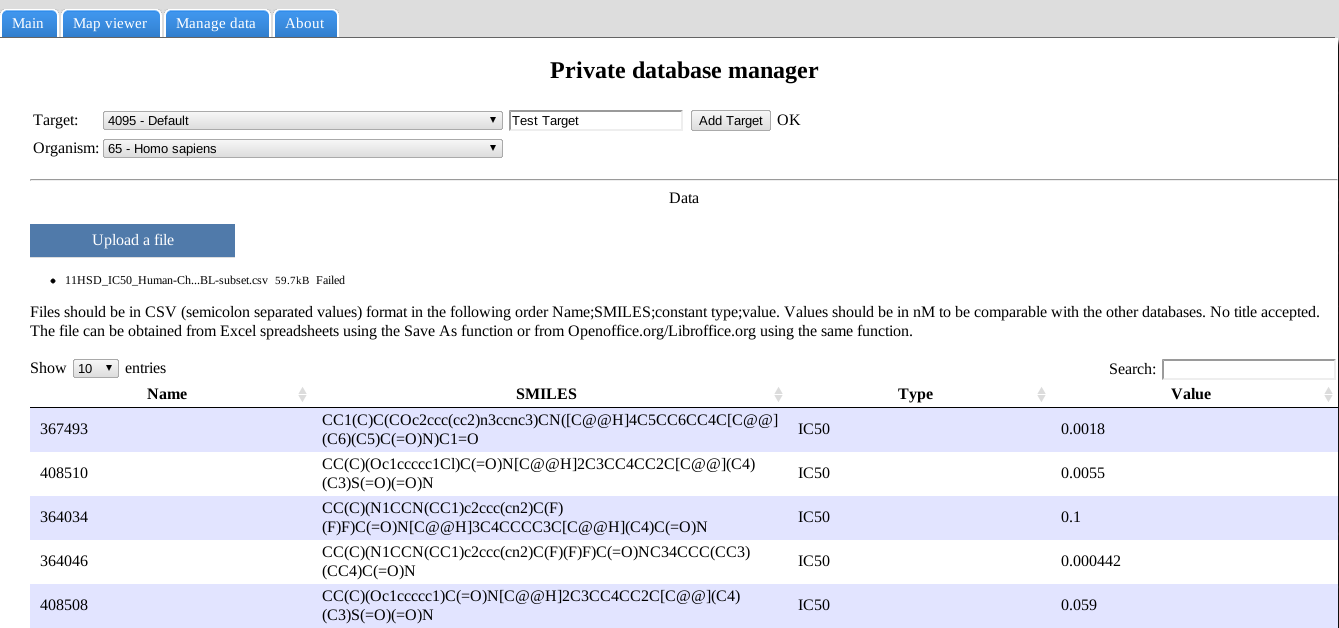 Main Map viewer Manage data About
Private database manager
Target: 4095 - Default Test Target Add Target OK
Organism: 65 - Homo sapiens
Data
Upload a file
• 11HSD_IC50_Human-Ch...BL-subset.csv 59.7kB Failed
Files should be in CSV (semicolon separated values) format in the following order Name;SMILES;constant type;value. Values should be in nM to be comparable with the other databases. No title accepted.
The file can be obtained from Excel spreadsheets using the Save As function or from Openoffice.org/Libroffice.org using the same function.
Show 10 entries Search:
Name SMILES Type Value
367493 CC1(C)C(COc2ccc(cc2)n3ccnc3)CN([C@@H]4C5CC6CC4C[C@@] IC50 0.0018
(C6)(C5)C(=O)N)C1=O
408510 CC(C)(Oc1ccccc1Cl)C(=O)N[C@@H]2C3CC4CC2C[C@@](C4) IC50 0.0055
(C3)S(=O)(=O)N
364034 CC(C)(N1CCN(CC1)c2ccc(cn2)C(F) IC50 0.1
(F)F)C(=O)N[C@@H]3C4CCCC3C[C@@H](C4)C(=O)N
364046 CC(C)(N1CCN(CC1)c2ccc(cn2)C(F)(F)F)C(=O)NC34CCC(CC3) IC50 0.000442
(CC4)C(=O)N
408508 CC(C)(Oc1ccccc1)C(=O)N[C@@H]2C3CC4CC2C[C@@](C4) IC50 0.059
(C3)S(=O)(=O)N